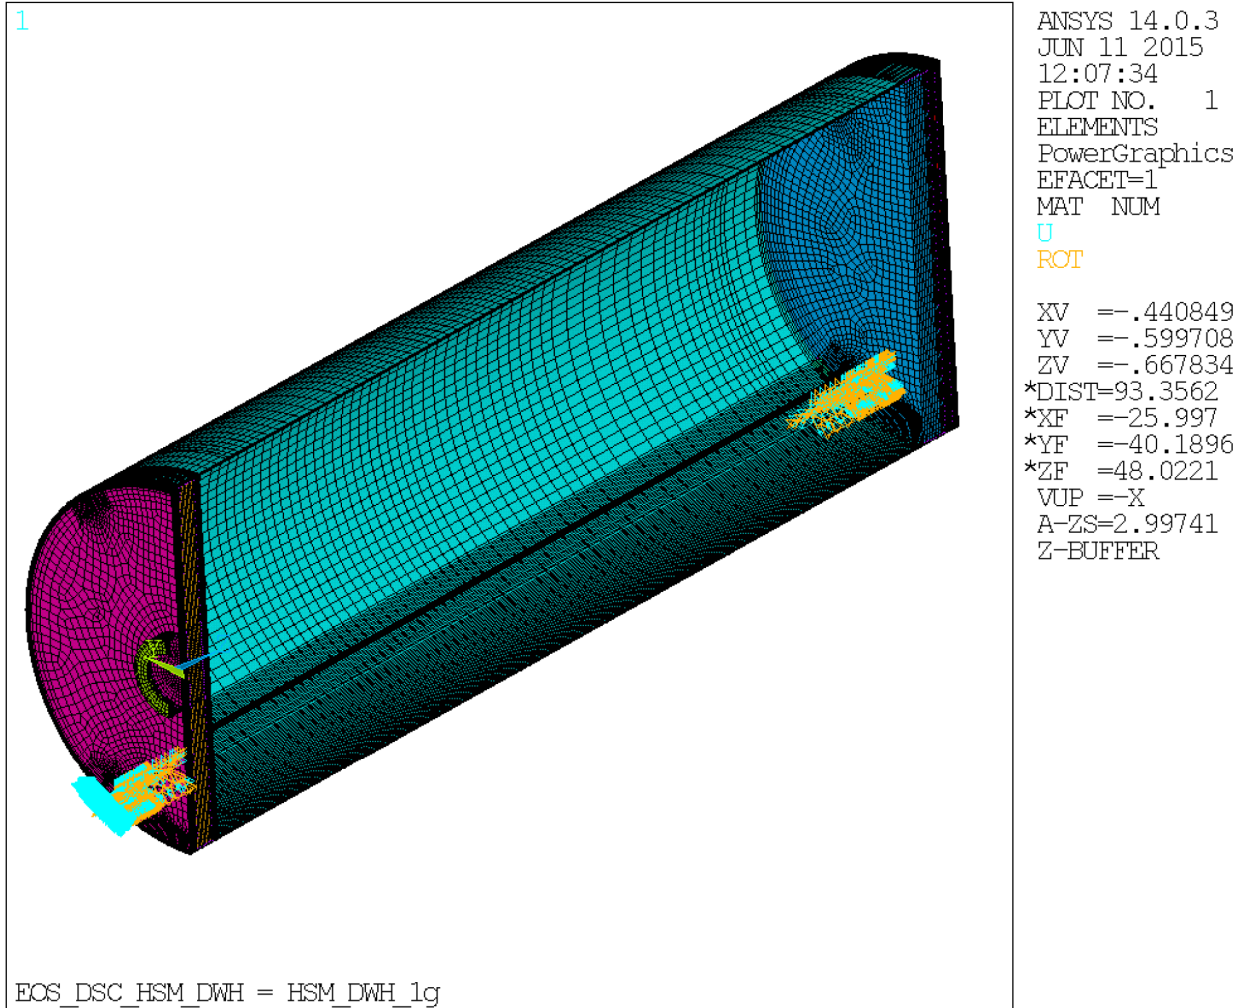 1
ANSYS 14.0.3
JUN 11 2015
12:07:34
PLOT NO. 1
ELEMENTS
PowerGraphics
EFACET=1
MAT NUM
U
ROT
XV =-.440849
YV =-.599708
ZV =-.667834
*DIST=93.3562
*XF =-25.997
*YF =-40.1896
*ZF =48.0221
VUP =-X
A-ZS=2.99741
Z-BUFFER
EOS_DSC_HSM_DWH = HSM_DWH_1g